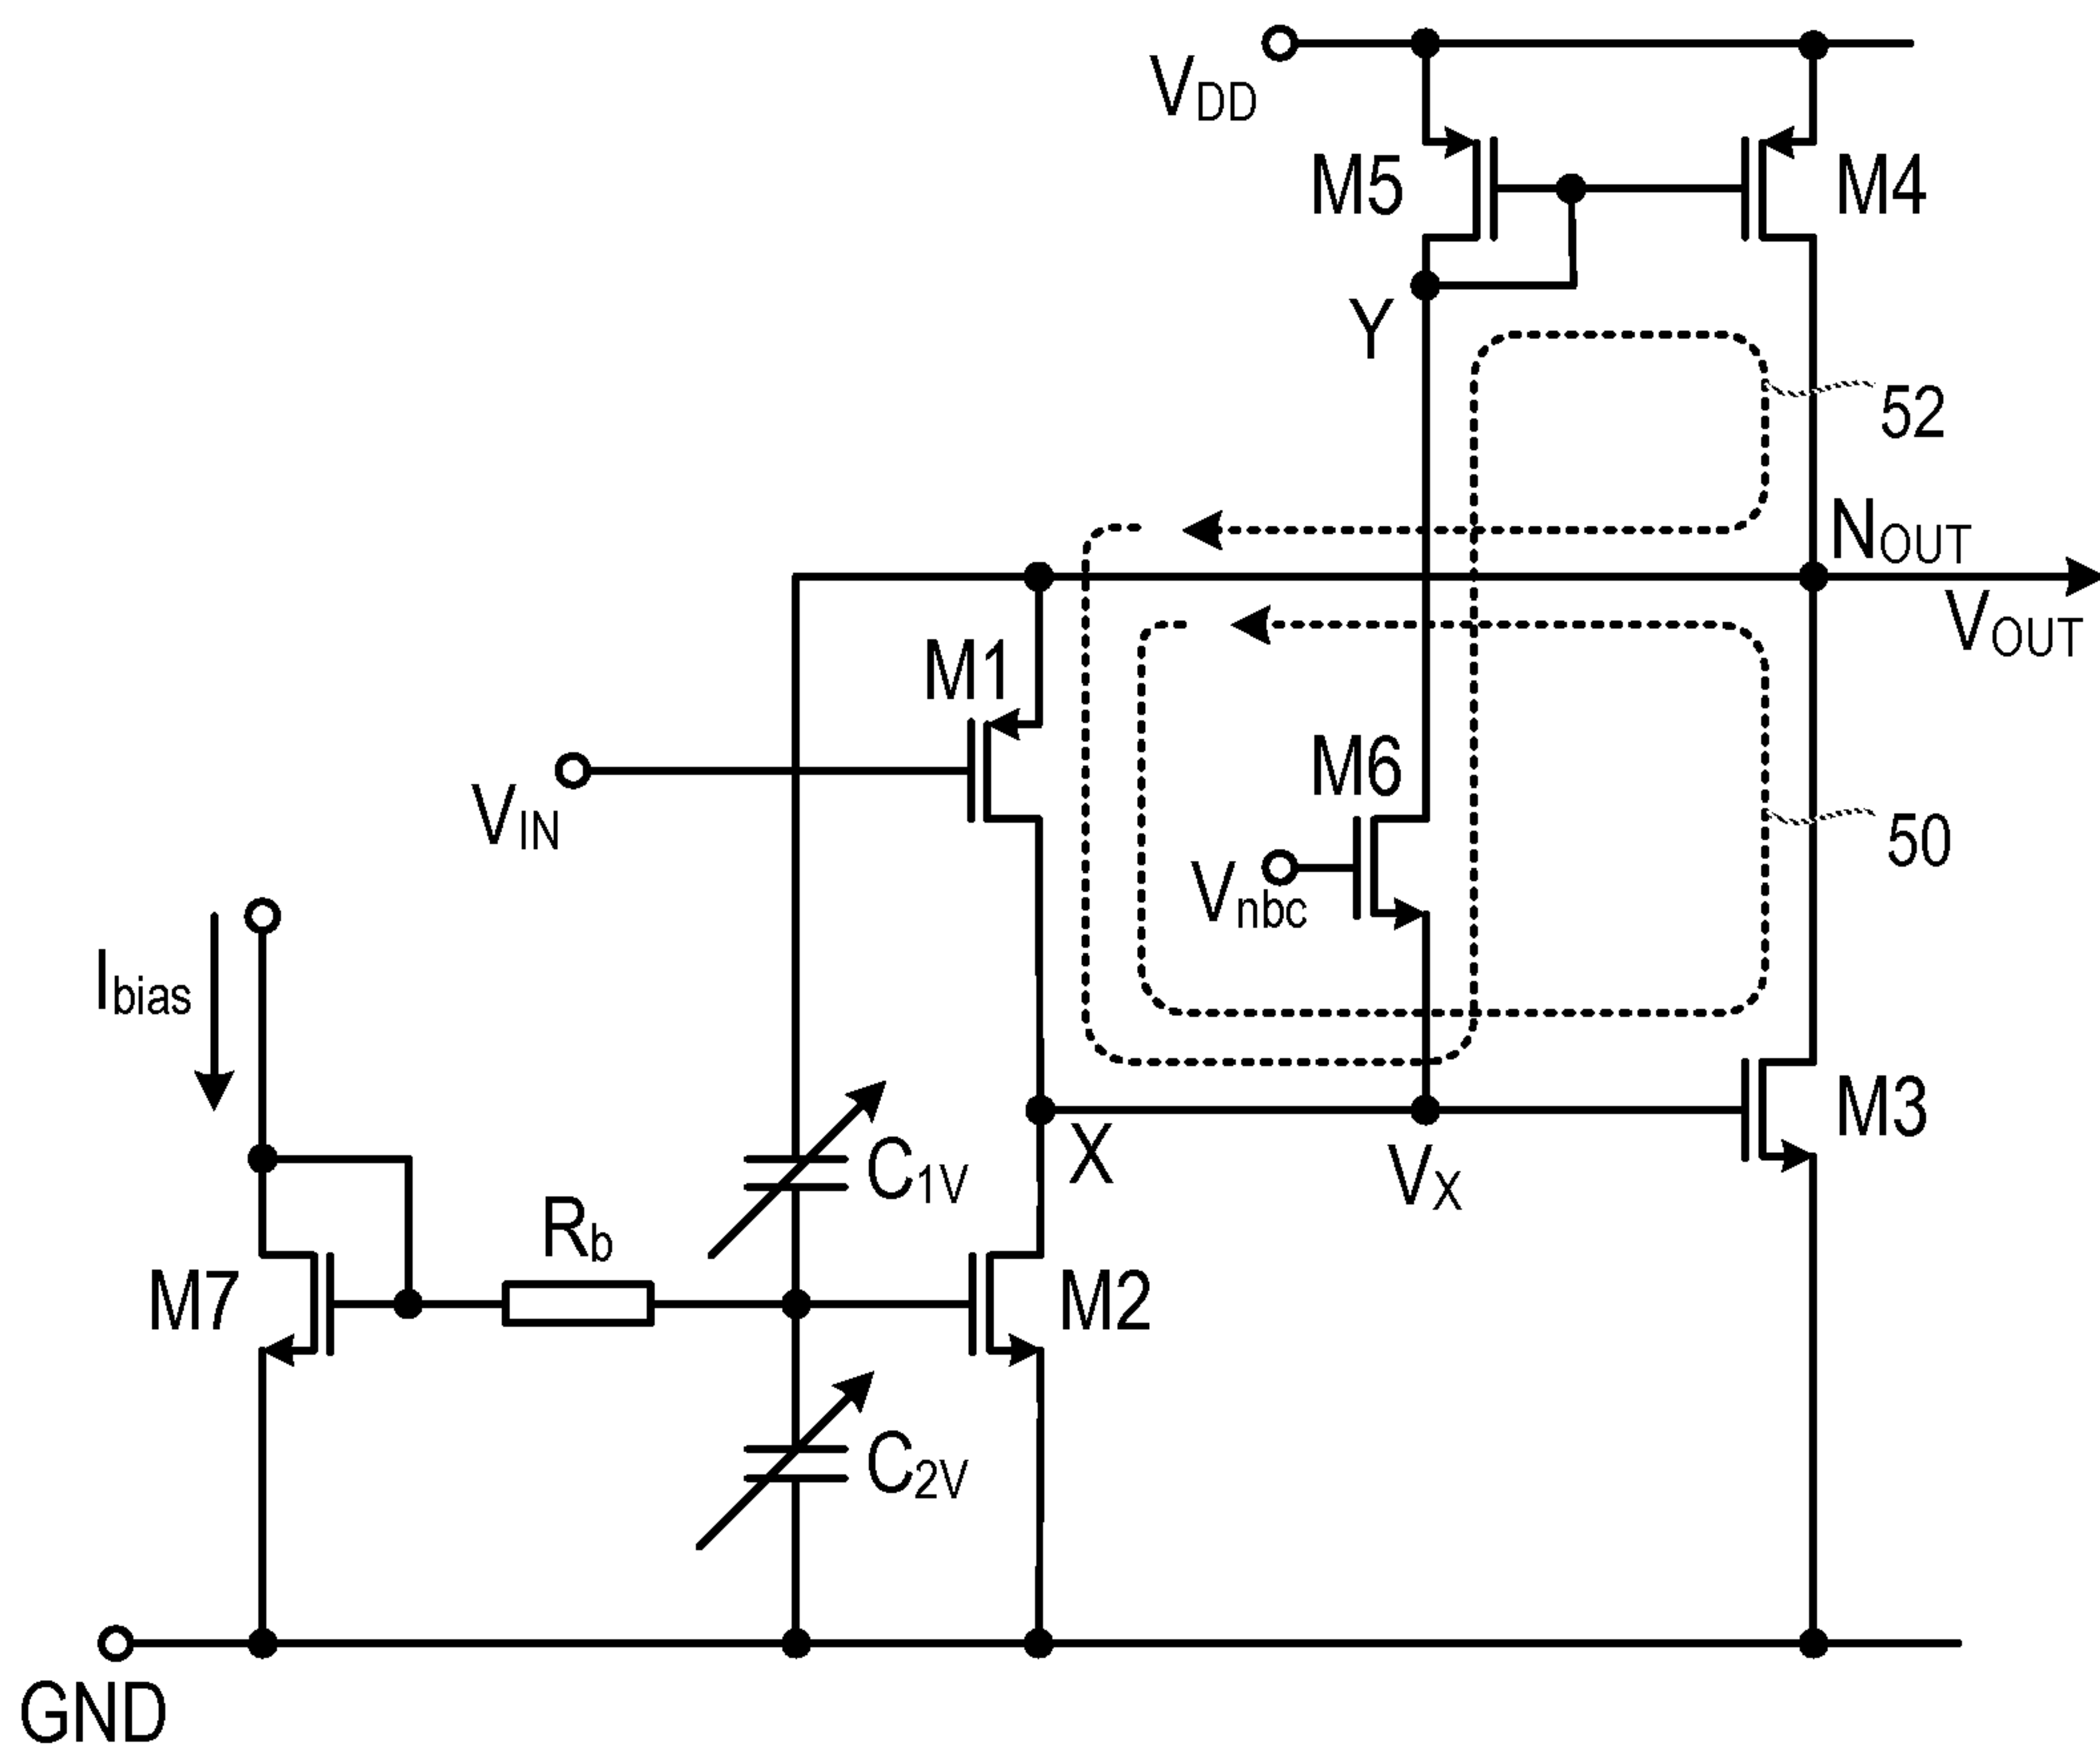 VDD
M5
M4
Y
52
NOUT
VOUT
M1
VIN
M6
Vnbc
50
Ibias
M3
X
VX
C1V
Rb
M7
M2
C2V
GND